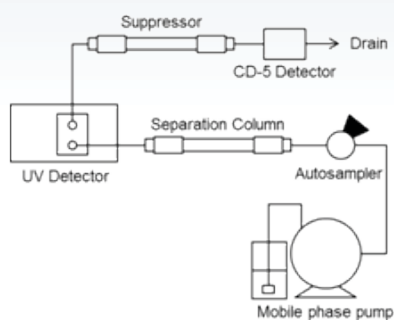 Suppressor
Drain
CD-5 Detector
Separation Column
UV Detector
Autosampler
Mobile phase pump